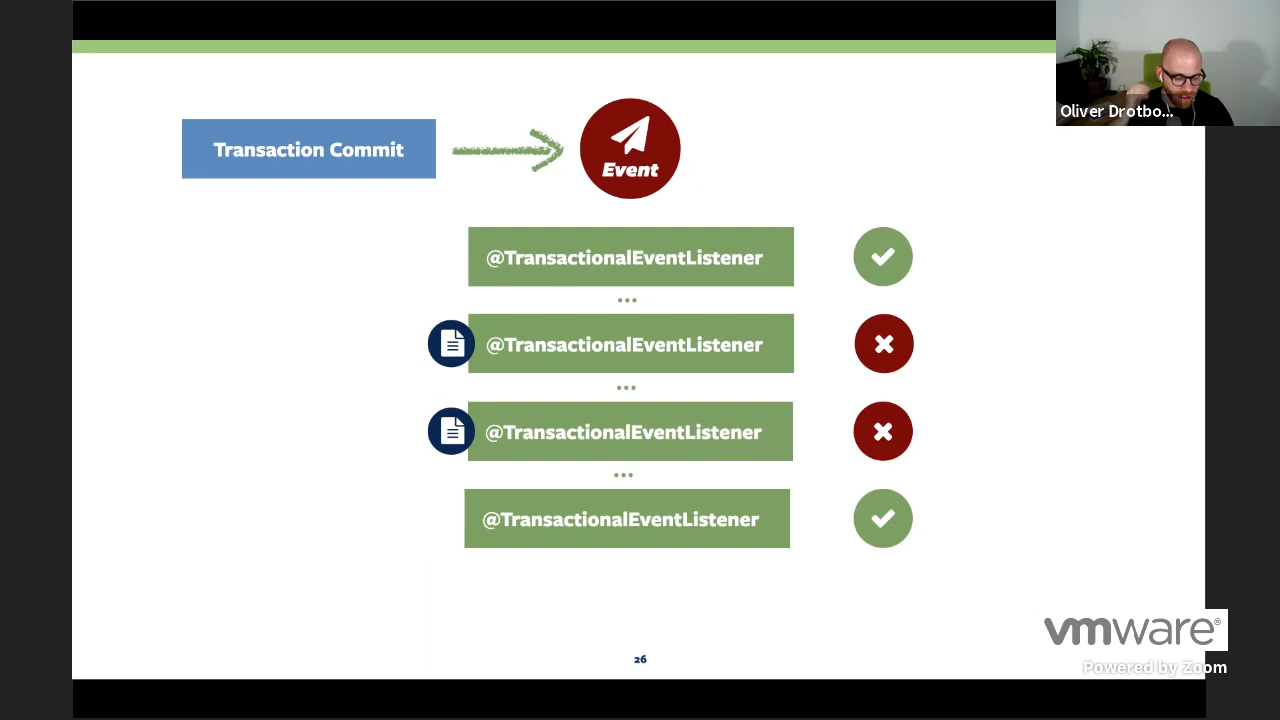 Oliver Drotbo...
Transaction Commit
Event
@TransactionalEventListener
...
@TransactionalEventListener
...
@TransactionalEventListener
...
@TransactionalEventListener
vmware®
Powered by Zoom
26